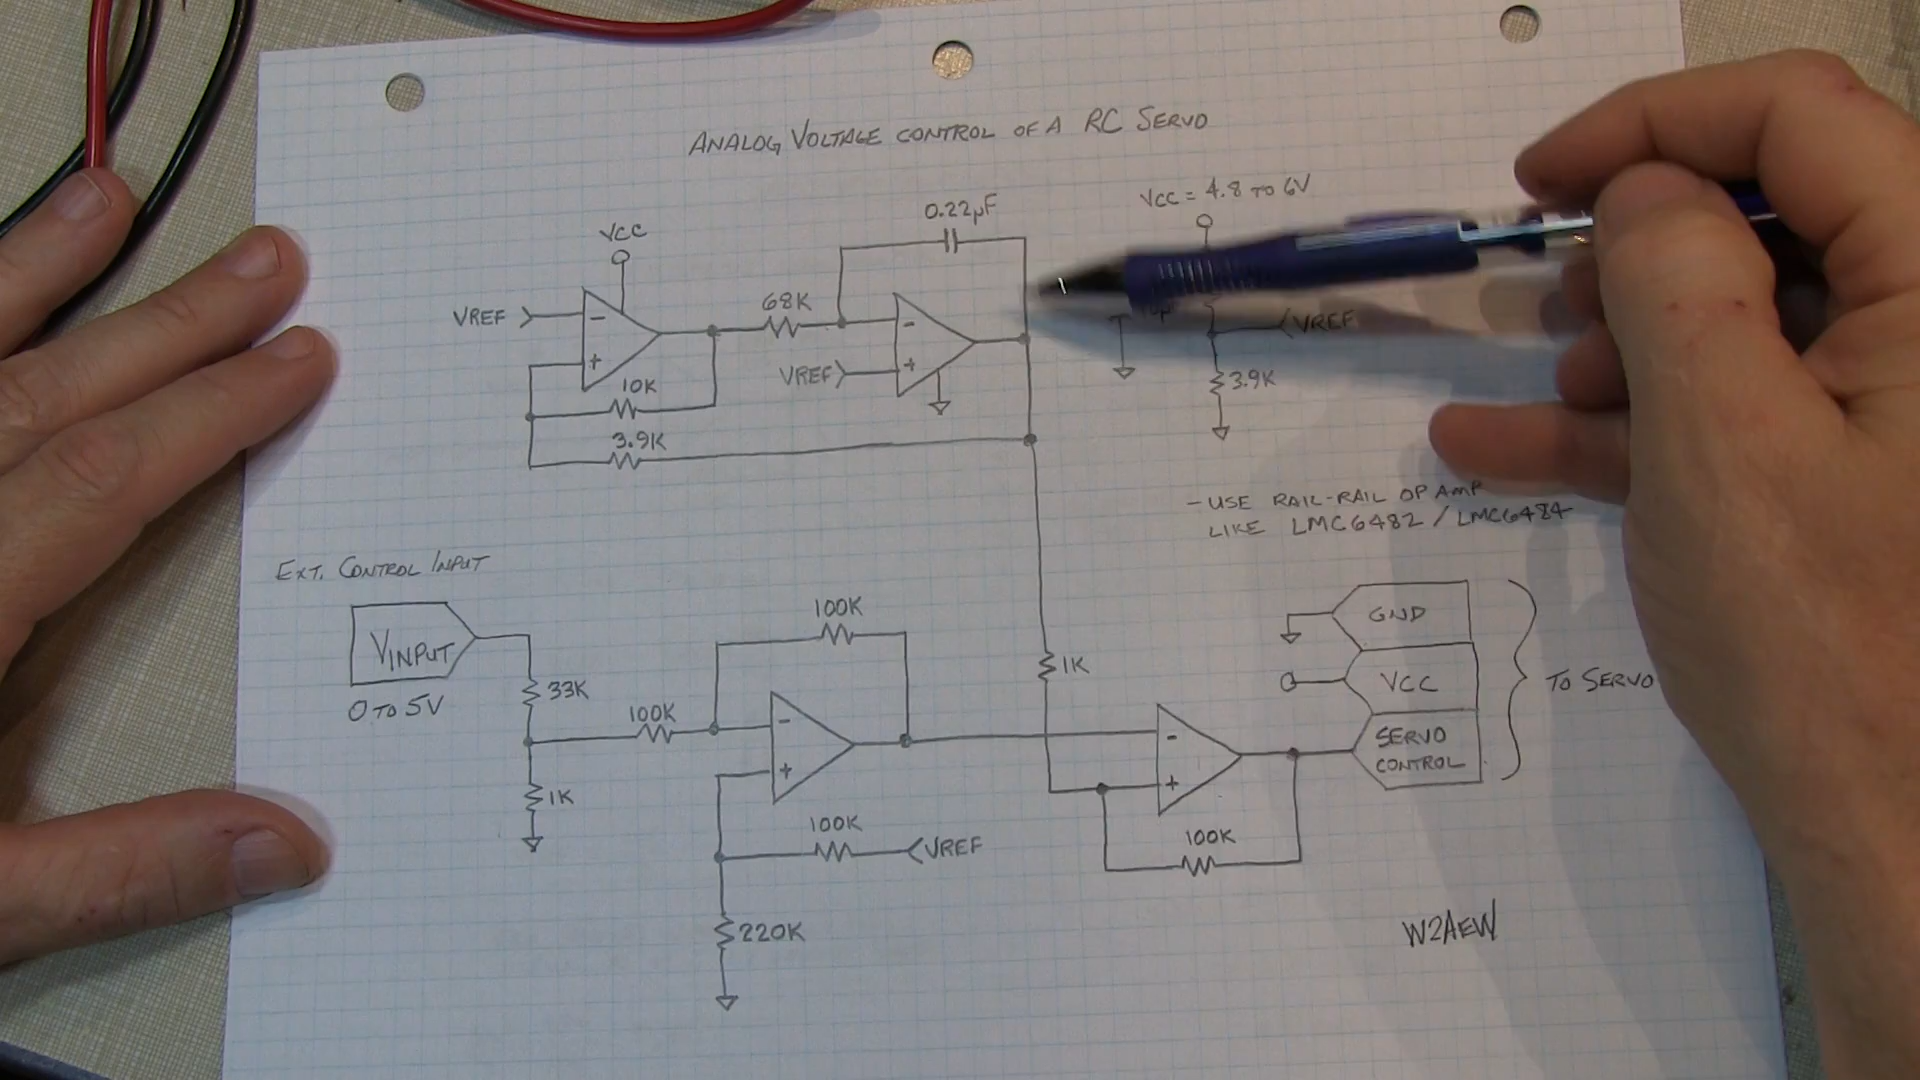 ANALOG VOLTAGE CONTROL OF A RC SERVO
VCC = 4.8 TO 6V
0.22µF
VCC
68K
VREF
-
+
-
+
VREF
VREF
10K
3.9K
3.9K
- USE RAIL-RAIL OP AMP
LIKE LMC6482 / LMC6484
EXT. CONTROL INPUT
VINPUT
0 TO 5V
33K
1K
100K
100K
-
+
100K
VREF
220K
1K
-
+
100K
GND
VCC
SERVO
CONTROL
TO SERVO
W2AEW